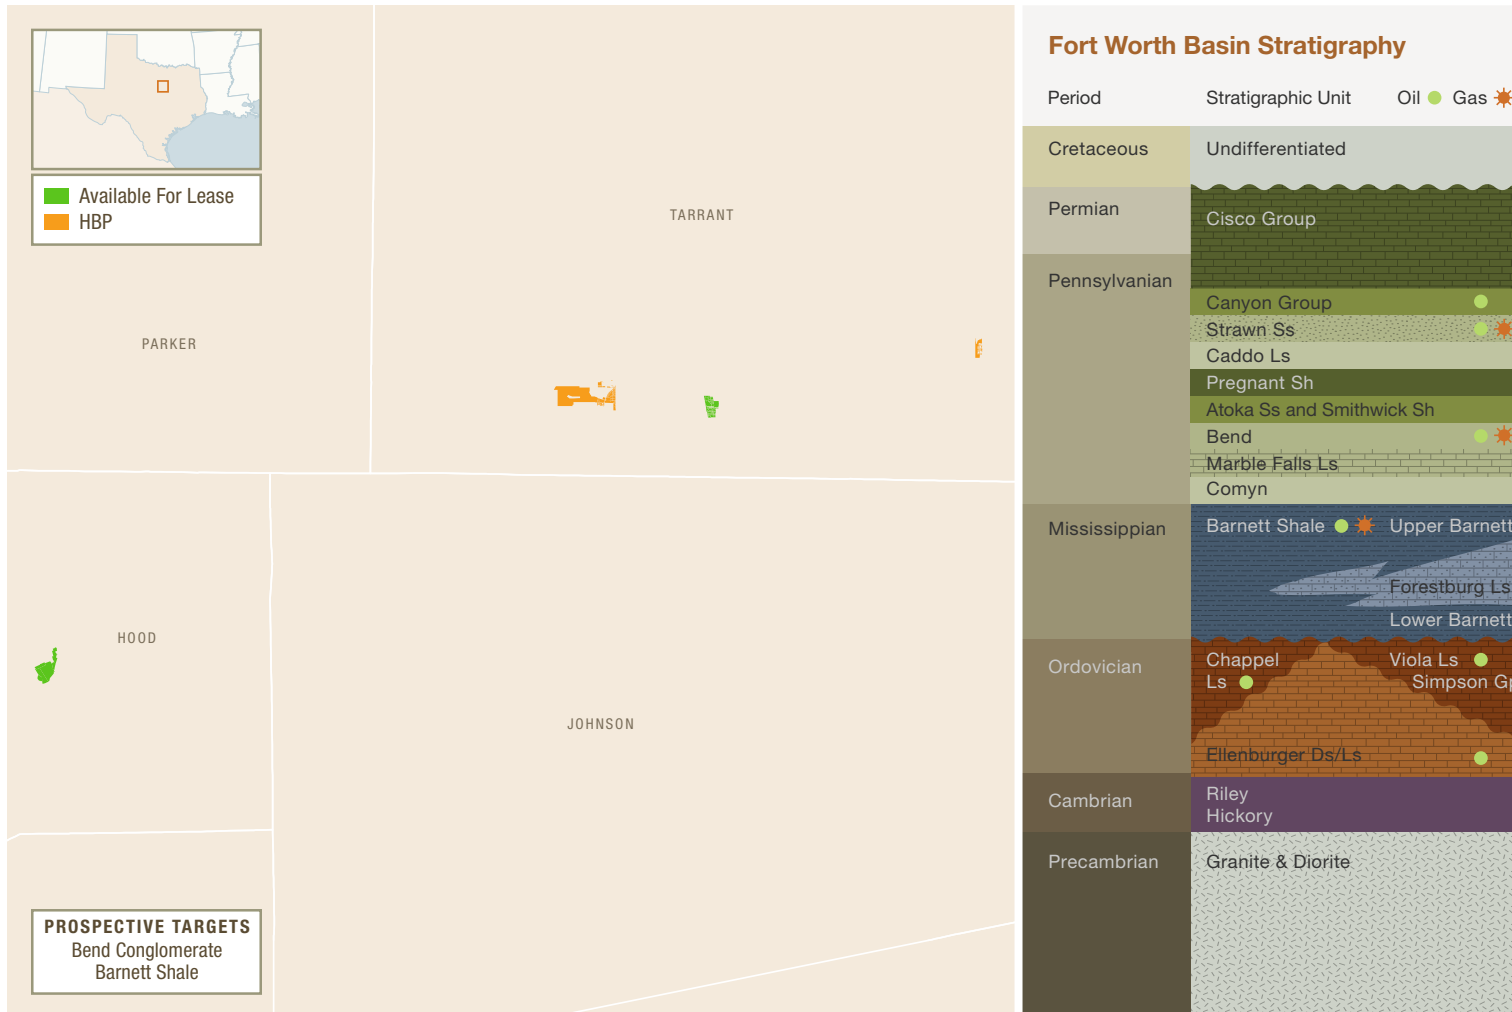 Available For Lease
HBP
TARRANT
PARKER
HOOD
JOHNSON
PROSPECTIVE TARGETS
Bend Conglomerate
Barnett Shale
Fort Worth Basin Stratigraphy
Period Stratigraphic Unit Oil Gas
Cretaceous Undifferentiated
Permian Cisco Group
Pennsylvanian
Canyon Group
Strawn Ss
Caddo Ls
Pregnant Sh
Atoka Ss and Smithwick Sh
Bend
Marble Falls Ls
Comyn
Mississippian Barnett Shale Upper Barnett
Forestburg Ls
Lower Barnett
Ordovician Chappel Viola Ls
Ls Simpson Gp
Ellenburger Ds/Ls
Cambrian Riley
Hickory
Precambrian Granite & Diorite